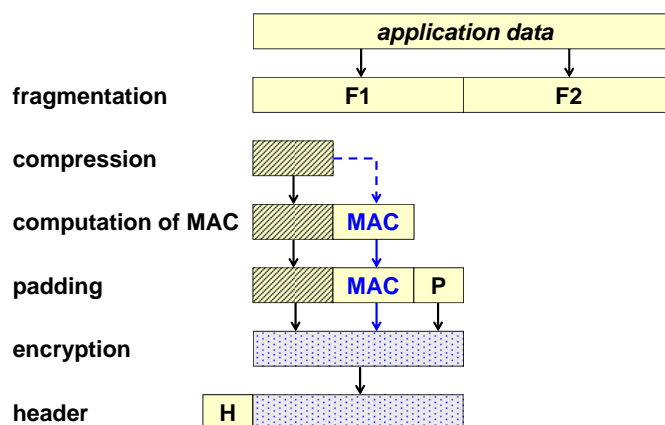 application data
fragmentation F1 F2
compression
computation of MAC MAC
padding MAC P
encryption
header H